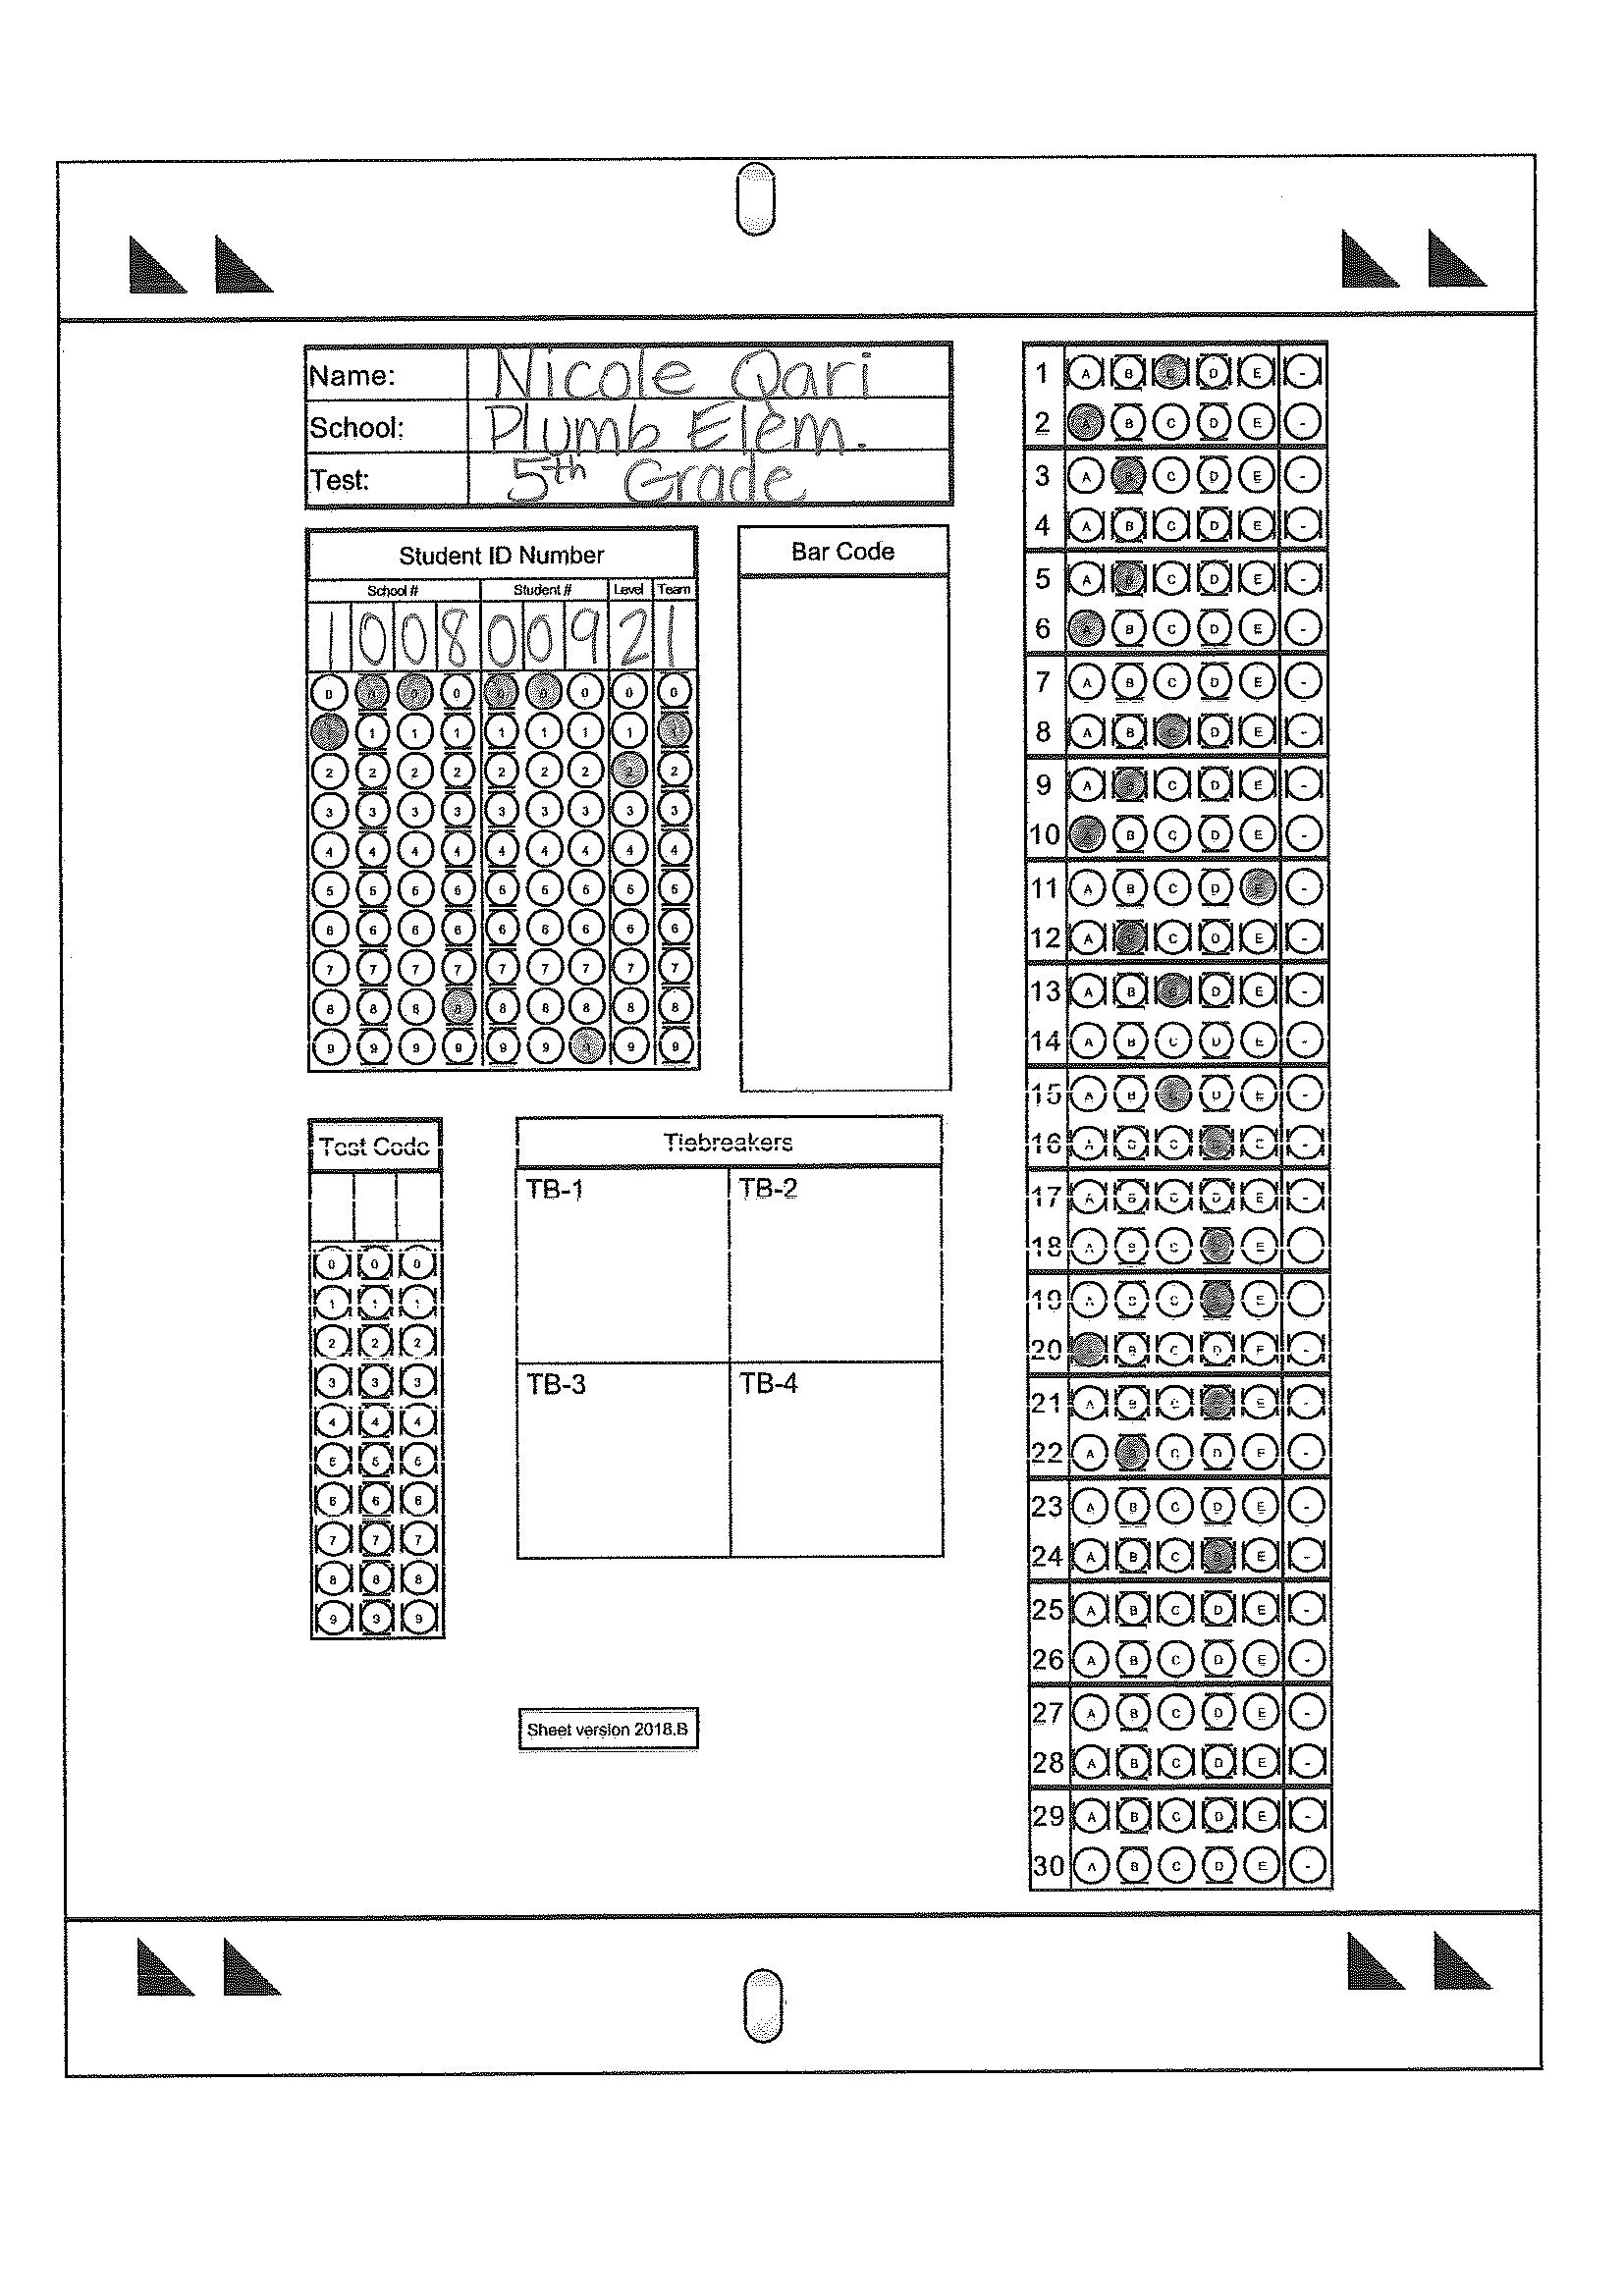 Name: Nicole Qari
School: Plumb Elem.
Test: 5th Grade
Student ID Number
School # Student # Level Team
1 0 0 8 0 0 9 2 1
0 0 0 0 0 0 0 0 0
1 1 1 1 1 1 1 1 1
2 2 2 2 2 2 2 2 2
3 3 3 3 3 3 3 3 3
4 4 4 4 4 4 4 4 4
5 5 5 5 5 5 5 5 5
6 6 6 6 6 6 6 6 6
7 7 7 7 7 7 7 7 7
8 8 8 8 8 8 8 8 8
9 9 9 9 9 9 9 9 9
Bar Code
Test Code
0 0 0
1 1 1
2 2 2
3 3 3
4 4 4
5 5 5
6 6 6
7 7 7
8 8 8
9 9 9
Tiebreakers
TB-1 TB-2
TB-3 TB-4
Sheet version 2018.B
1 A B C D E -
2 A B C D E -
3 A B C D E -
4 A B C D E -
5 A B C D E -
6 A B C D E -
7 A B C D E -
8 A B C D E -
9 A B C D E -
10 A B C D E -
11 A B C D E -
12 A B C D E -
13 A B C D E -
14 A B C D E -
15 A B C D E -
16 A B C D E -
17 A B C D E -
18 A B C D E
19 A B C D E
20 A B C D E -
21 A B C D E -
22 A B C D E -
23 A B C D E -
24 A B C D E -
25 A B C D E -
26 A B C D E -
27 A B C D E -
28 A B C D E -
29 A B C D E -
30 A B C D E -